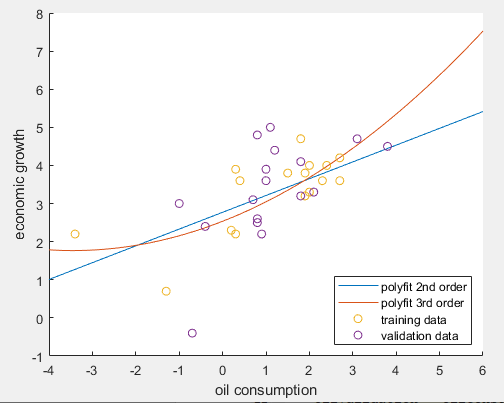 8
7
6
5
4
3
2
1
0
-1
economic growth
-4 -3 -2 -1 0 1 2 3 4 5 6
oil consumption
polyfit 2nd order
polyfit 3rd order
training data
validation data